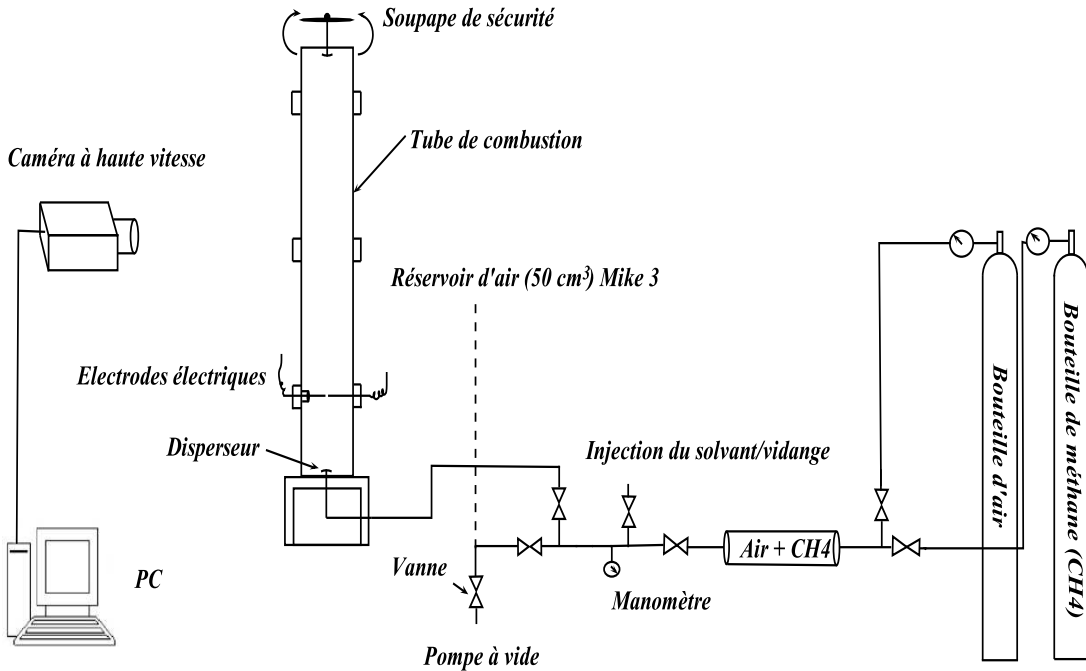 Soupape de sécurité
Tube de combustion
Caméra à haute vitesse
Réservoir d'air (50 cm³) Mike 3
Electrodes électriques
Disperseur
Injection du solvant/vidange
Bouteille d'air
Bouteille de méthane (CH4)
Air + CH4
Vanne
Manomètre
PC
Pompe à vide